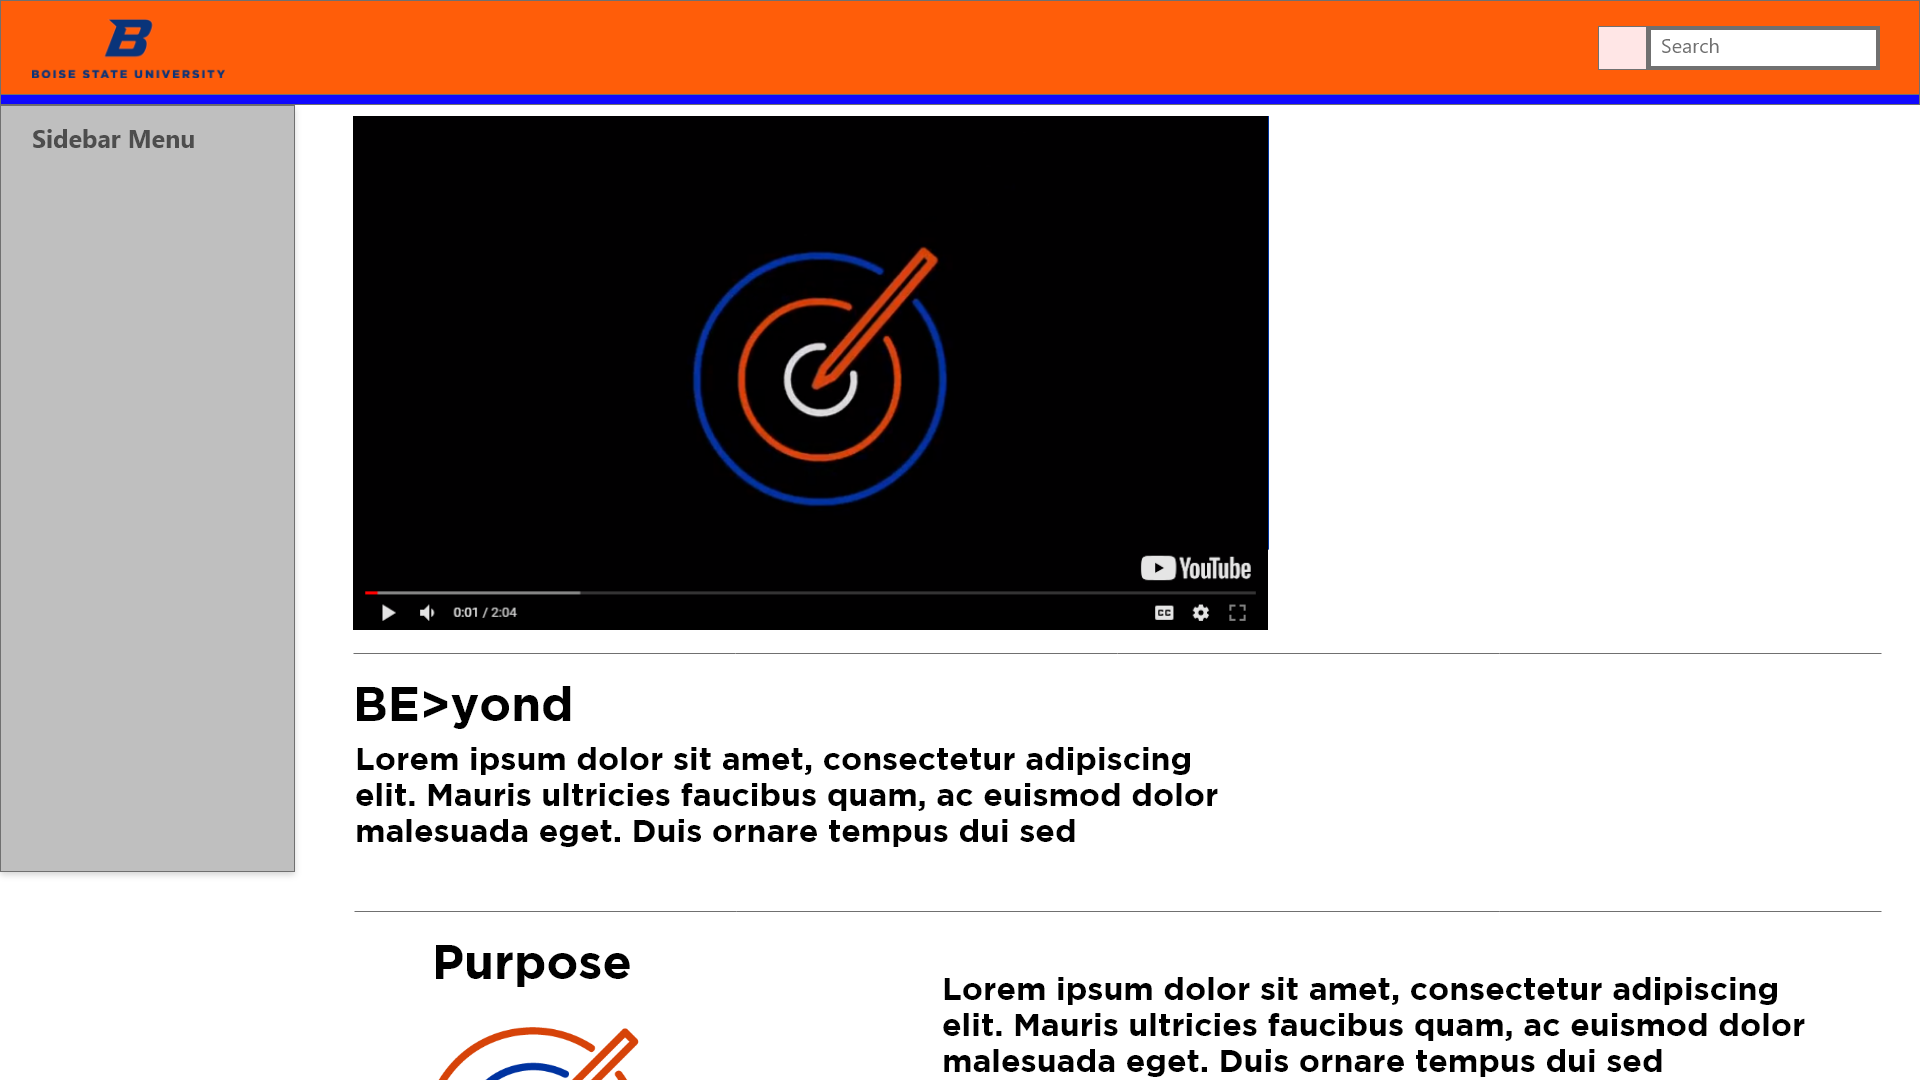 B
BOISE STATE UNIVERSITY
Search
Sidebar Menu
YouTube
0:01 / 2:04
CC
BE>yond
Lorem ipsum dolor sit amet, consectetur adipiscing
elit. Mauris ultricies faucibus quam, ac euismod dolor
malesuada eget. Duis ornare tempus dui sed
Purpose
Lorem ipsum dolor sit amet, consectetur adipiscing
elit. Mauris ultricies faucibus quam, ac euismod dolor
malesuada eget. Duis ornare tempus dui sed